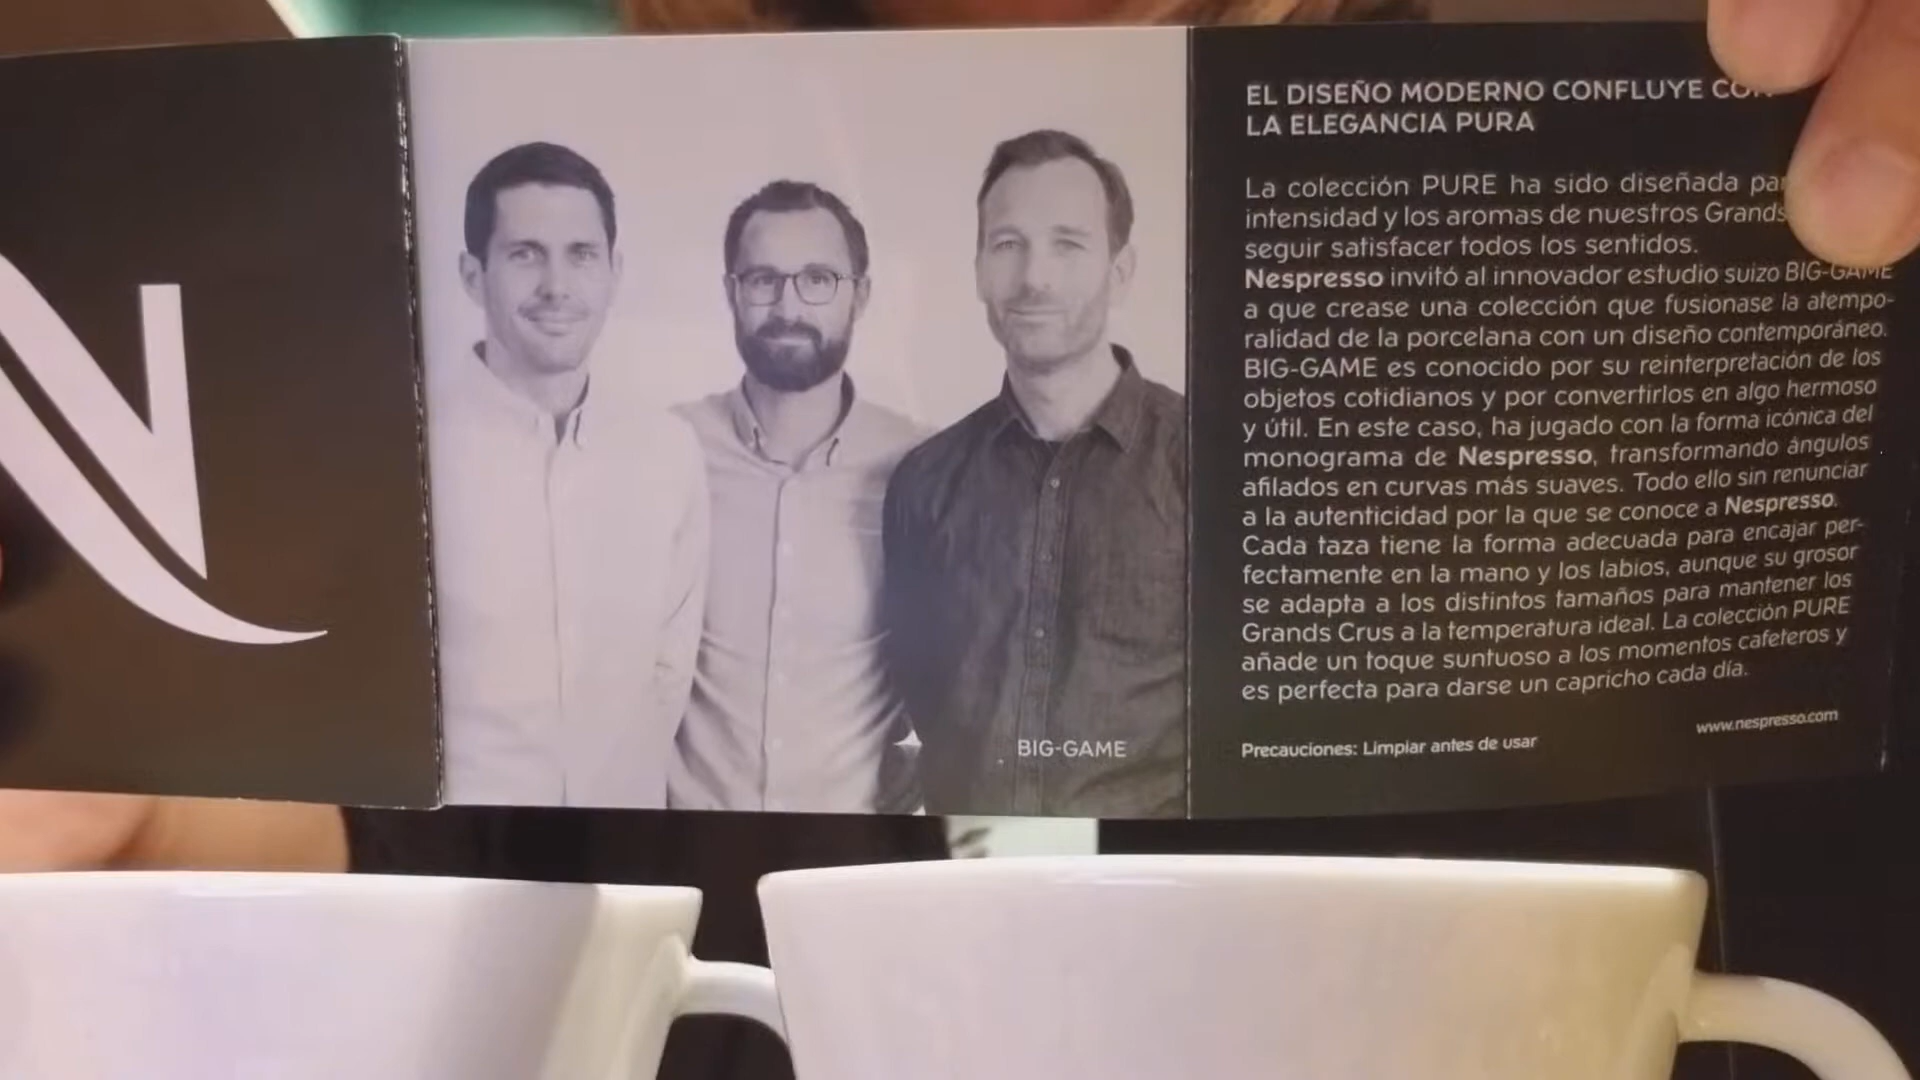 N
BIG-GAME
EL DISEÑO MODERNO CONFLUYE
LA ELEGANCIA PURA
La colección PURE ha sido diseñada
intensidad y los aromas de nuestros Grands
seguir satisfacer todos los sentidos.
Nespresso invitó al innovador estudio suizo BIG-GAME
a que crease una colección que fusionase la atempo-
ralidad de la porcelana con un diseño contemporáneo.
BIG-GAME es conocido por su reinterpretación de los
objetos cotidianos y por convertirlos en algo hermoso
y útil. En este caso, ha jugado con la forma icónica del
monograma de Nespresso, transformando ángulos
afilados en curvas más suaves. Todo ello sin renunciar
a la autenticidad por la que se conoce a Nespresso.
Cada taza tiene la forma adecuada para encajar per-
fectamente en la mano y los labios, aunque su grosor
se adapta a los distintos tamaños para mantener los
Grands Crus a la temperatura ideal. La colección PURE
añade un toque suntuoso a los momentos cafeteros y
es perfecta para darse un capricho cada día.
www.nespresso.com
Precauciones: Limpiar antes de usar